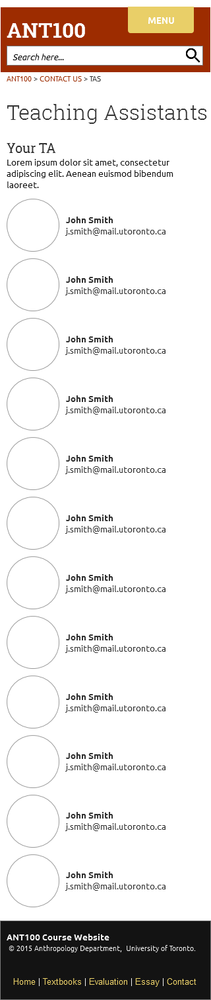 MENU
ANT100
Search here...
ANT100 > CONTACT US > TAS
Teaching Assistants
Your TA
Lorem ipsum dolor sit amet, consectetur
adipiscing elit. Aenean euismod bibendum
laoreet.
John Smith
j.smith@mail.utoronto.ca
John Smith
j.smith@mail.utoronto.ca
John Smith
j.smith@mail.utoronto.ca
John Smith
j.smith@mail.utoronto.ca
John Smith
j.smith@mail.utoronto.ca
John Smith
j.smith@mail.utoronto.ca
John Smith
j.smith@mail.utoronto.ca
John Smith
j.smith@mail.utoronto.ca
John Smith
j.smith@mail.utoronto.ca
John Smith
j.smith@mail.utoronto.ca
John Smith
j.smith@mail.utoronto.ca
John Smith
j.smith@mail.utoronto.ca
ANT100 Course Website
© 2015 Anthropology Department, University of Toronto.
Home | Textbooks | Evaluation | Essay | Contact